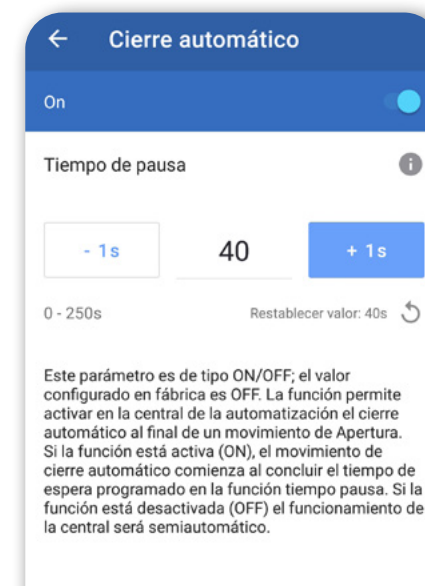 Cierre automático
On
Tiempo de pausa
- 1s
40
+ 1s
0 - 250s
Restablecer valor: 40s
Este parámetro es de tipo ON/OFF; el valor
configurado en fábrica es OFF. La función permite
activar en la central de la automatización el cierre
automático al final de un movimiento de Apertura.
Si la función está activa (ON), el movimiento de
cierre automático comienza al concluir el tiempo de
espera programado en la función tiempo pausa. Si la
función está desactivada (OFF) el funcionamiento de
la central será semiautomático.